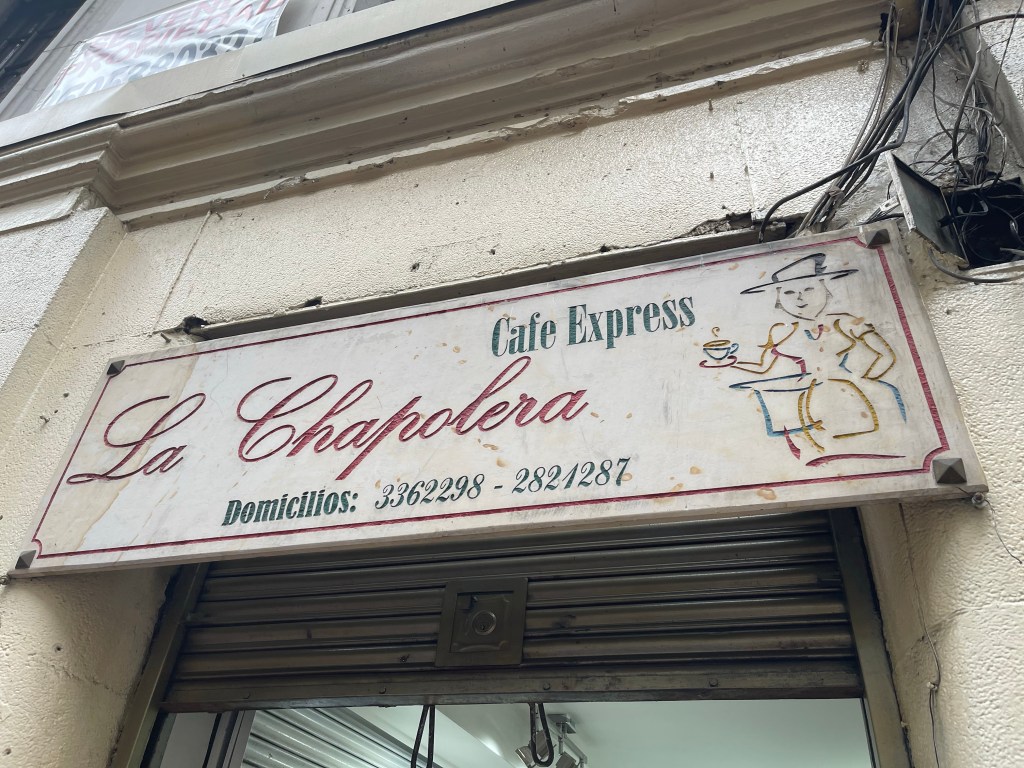 Cafe Express
La Chapolera
Domicilios: 3362298 - 2821287